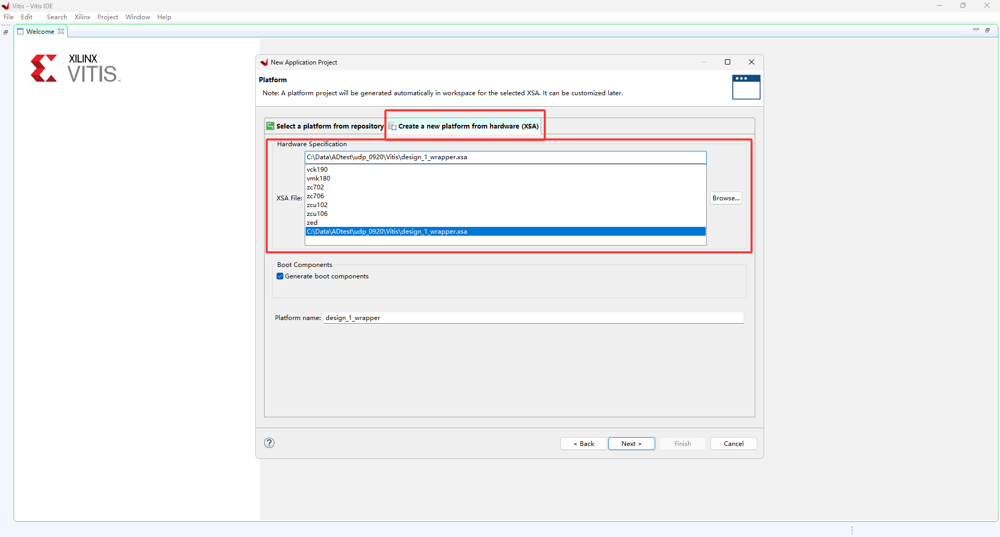 Vitis - Vitis IDE
File Edit Search Xilinx Project Window Help
Welcome
XILINX
VITIS
New Application Project
Platform
Note: A platform project will be generated automatically in workspace for the selected XSA. It can be customized later.
Select a platform from repository
Create a new platform from hardware (XSA)
Hardware Specification
C:\Data\ADtest\udp_0920\Vitis\design_1_wrapper.xsa
vck190
vmk180
zc702
XSA File:
zc706
Browse...
zcu102
zcu106
zed
C:\Data\ADtest\udp_0920\Vitis\design_1_wrapper.xsa
Boot Components
Generate boot components
Platform name: design_1_wrapper
?
< Back
Next >
Finish
Cancel